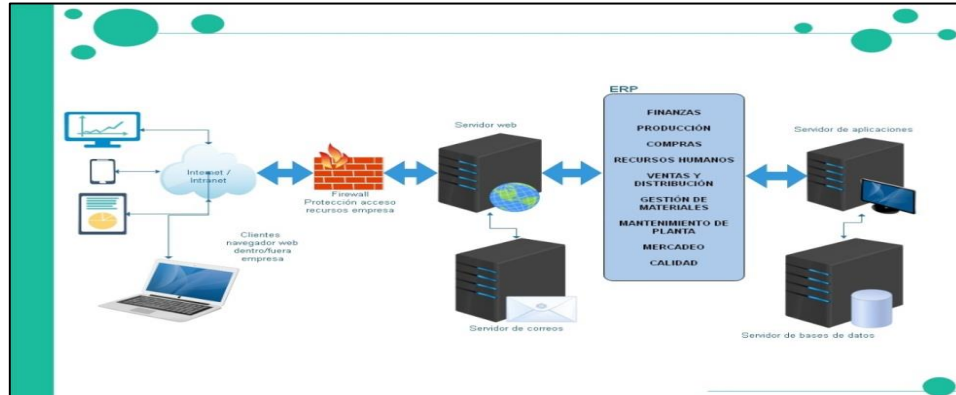 Internet /
Intranet
Clientes
navegador web
dentro/fuera
empresa
Firewall
Protección acceso
recursos empresa
Servidor web
Servidor de correos
ERP
FINANZAS
PRODUCCIÓN
COMPRAS
RECURSOS HUMANOS
VENTAS Y
DISTRIBUCIÓN
GESTIÓN DE
MATERIALES
MANTENIMIENTO DE
PLANTA
MERCADEO
CALIDAD
Servidor de aplicaciones
Servidor de bases de datos